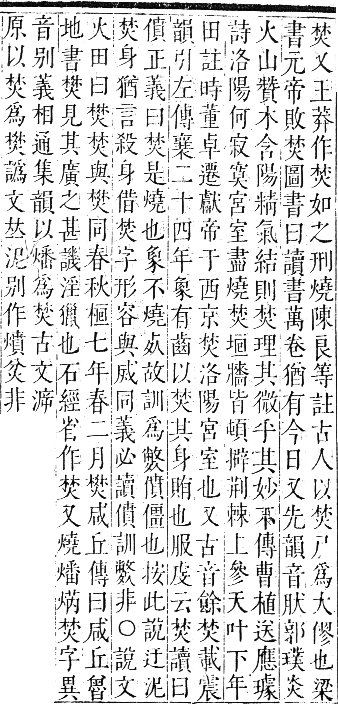 焚又王莽作焚如之刑燒陳良等註古人以焚尸爲大僇也梁
書元帝敗焚圖書曰讀書萬卷猶有今日又先韻音肰郭璞炎
火山贊木含陽精氣結則焚理其微乎其妙不傳曹植送應璩
詩洛陽何寂寞宮室盡燒焚垣牆皆頓擗荆棘上參天叶下年
田註時董卓遷獻帝于西京焚洛陽宮室也又古音餘焚載震
韻引左傳襄二十四年象有齒以焚其身賄也服虔云焚讀曰
僨正義曰焚是燒也象不燒故訓爲斃僨僵也按此說迂泥
焚身猶言殺身借焚字形容與烕同義必讀僨訓斃非○說文
火田曰樊樊與焚同春秋桓七年春二月焚咸丘傳曰咸丘魯
地書焚見其廣之甚譏淫獵也石經省作焚又燒燔焫焚字異
音别義相通集韻以燔爲焚古文㳍
原以焚爲樊譌文𠀤泥别作燌炃非